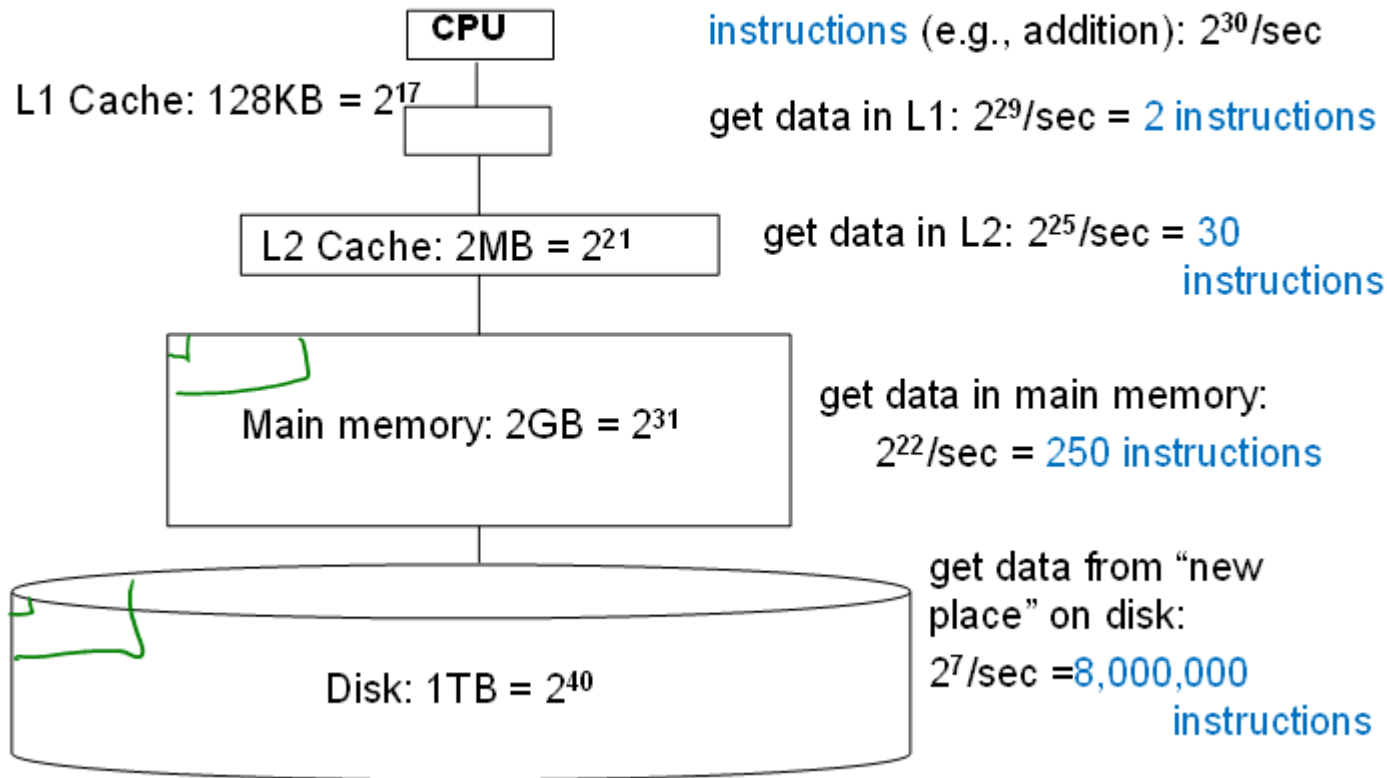 CPU
instructions (e.g., addition): 2³⁰/sec
L1 Cache: 128KB = 2¹⁷
get data in L1: 2²⁹/sec = 2 instructions
L2 Cache: 2MB = 2²¹
get data in L2: 2²⁵/sec = 30
instructions
Main memory: 2GB = 2³¹
get data in main memory:
2²²/sec = 250 instructions
get data from “new
place” on disk:
2⁷/sec =8,000,000
instructions
Disk: 1TB = 2⁴⁰